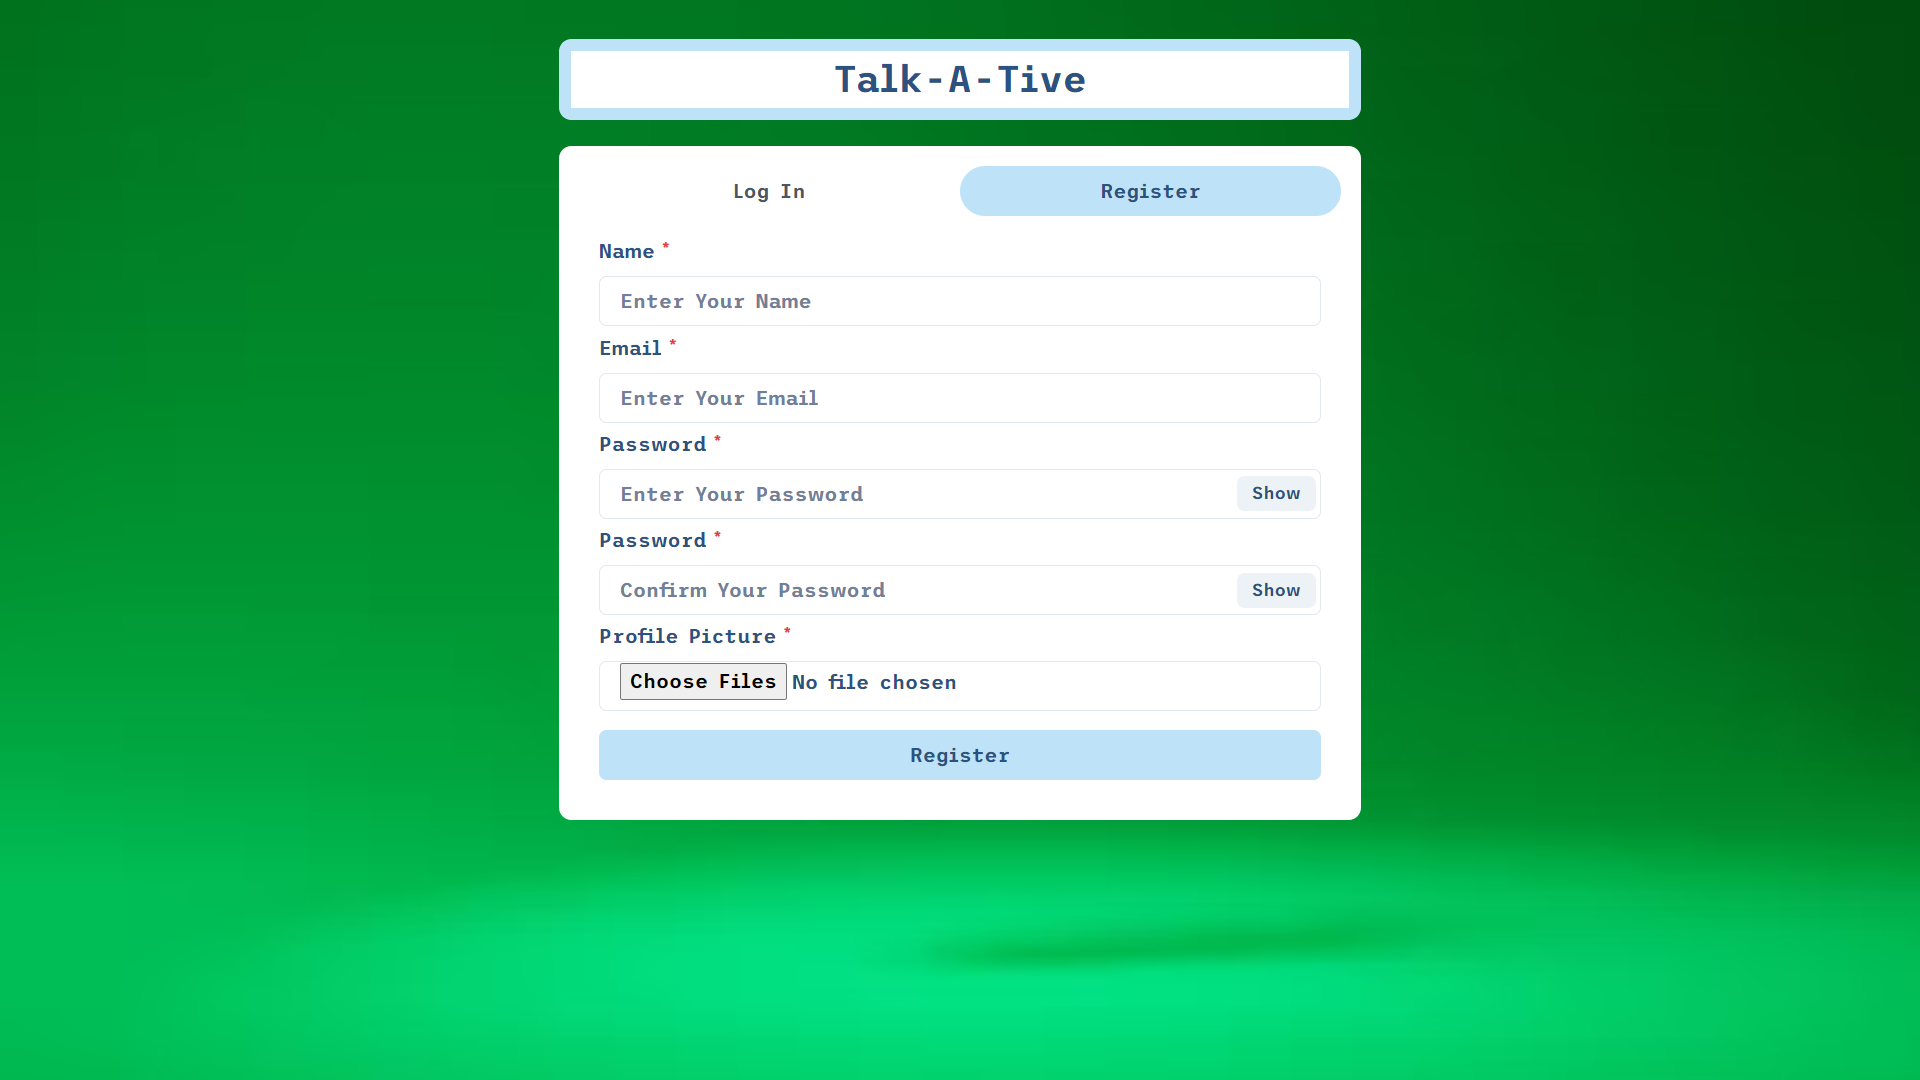 Talk-A-Tive
Log In
Register
Name *
Enter Your Name
Email *
Enter Your Email
Password *
Enter Your Password
Show
Password *
Confirm Your Password
Show
Profile Picture *
Choose Files No file chosen
Register